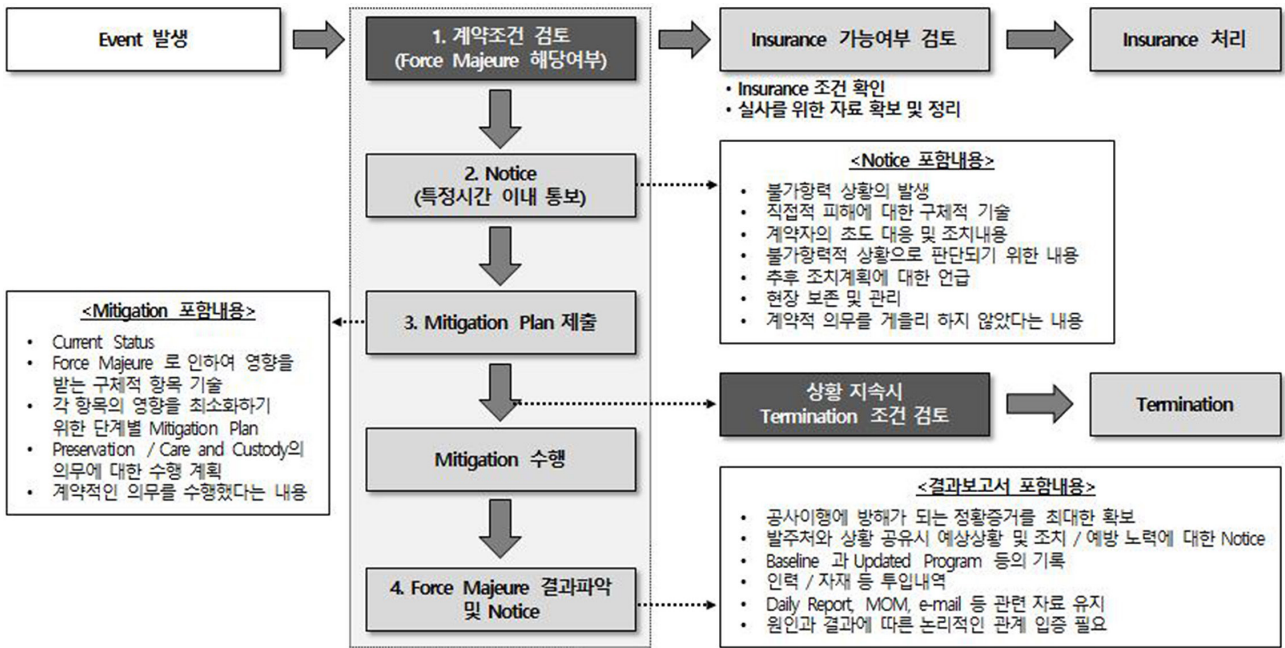 Event 발생
1. 계약조건 검토
(Force Majeure 해당여부)
Insurance 가능여부 검토
Insurance 처리
• Insurance 조건 확인
• 실사를 위한 자료 확보 및 정리
2. Notice
(특정시간 이내 통보)
<Notice 포함내용>
• 불가항력 상황의 발생
• 직접적 피해에 대한 구체적 기술
• 계약자의 초도 대응 및 조치내용
• 불가항력적 상황으로 판단되기 위한 내용
• 추후 조치계획에 대한 언급
• 현장 보존 및 관리
• 계약적 의무를 게을리 하지 않았다는 내용
3. Mitigation Plan 제출
<Mitigation 포함내용>
• Current Status
• Force Majeure 로 인하여 영향을
받는 구체적 항목 기술
• 각 항목의 영향을 최소화하기
위한 단계별 Mitigation Plan
• Preservation / Care and Custody의
의무에 대한 수행 계획
• 계약적인 의무를 수행했다는 내용
상황 지속시
Termination 조건 검토
Termination
Mitigation 수행
4. Force Majeure 결과파악
및 Notice
<결과보고서 포함내용>
• 공사이행에 방해가 되는 정황증거를 최대한 확보
• 발주처와 상황 공유시 예상상황 및 조치 / 예방 노력에 대한 Notice
• Baseline 과 Updated Program 등의 기록
• 인력 / 자재 등 투입내역
• Daily Report, MOM, e-mail 등 관련 자료 유지
• 원인과 결과에 따른 논리적인 관계 입증 필요